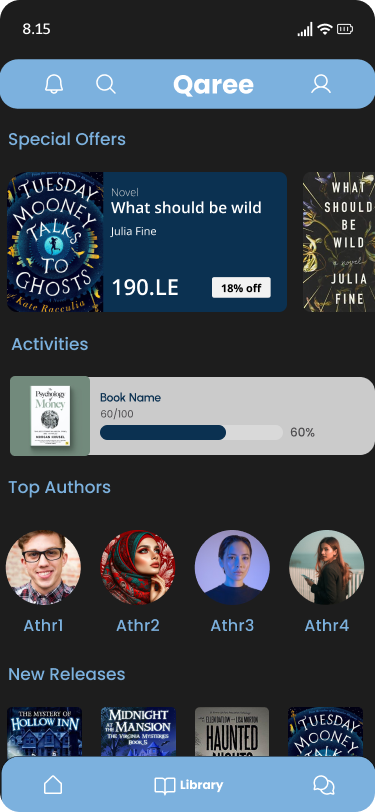 8.15
Qaree
Special Offers
TUESDAY
MOONEY
TALKS
TO
GHOSTS
Kate Racculia
Novel
What should be wild
Julia Fine
190.LE
18% off
WHAT
SHOULD
BE
WILD
a novel
JULIA
FINE
Activities
The
Psychology
of Money
Book Name
60/100
60%
Top Authors
Athr1
Athr2
Athr3
Athr4
New Releases
THE MYSTERY OF
HOLLOW INN
MIDNIGHT
AT THE
MANSION
THE VIRGINIA MYSTERIES
BOOK 5
ELLEN DATLOW and LISA MORTON
HAUNTED
NIGHTS
TUESDAY
MOONEY
TALKS
Library